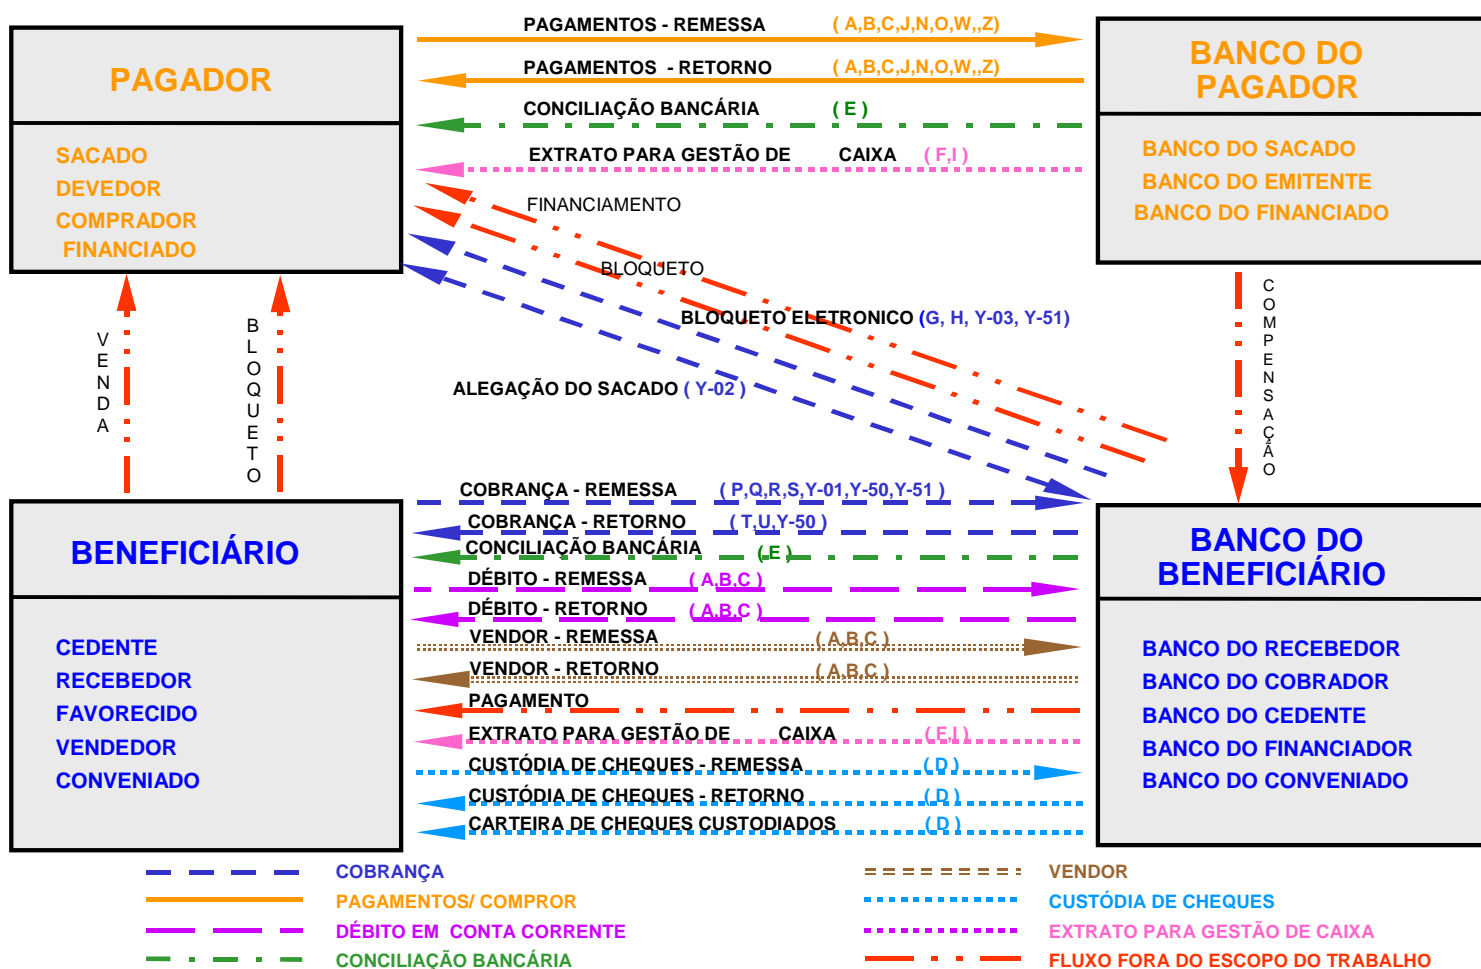 PAGAMENTOS - REMESSA ( A,B,C,J,N,O,W,,Z)
PAGAMENTOS - RETORNO ( A,B,C,J,N,O,W,,Z)
CONCILIAÇÃO BANCÁRIA ( E )
EXTRATO PARA GESTÃO DE CAIXA ( F,I )
PAGADOR
SACADO
DEVEDOR
COMPRADOR
FINANCIADO
BANCO DO
PAGADOR
BANCO DO SACADO
BANCO DO EMITENTE
BANCO DO FINANCIADO
FINANCIAMENTO
BLOQUETO
BLOQUETO ELETRONICO (G, H, Y-03, Y-51)
ALEGAÇÃO DO SACADO ( Y-02 )
VENDA
BLOQUETO
COMPENSAÇÃO
COBRANÇA - REMESSA ( P,Q,R,S,Y-01,Y-50,Y-51 )
COBRANÇA - RETORNO ( T,U,Y-50 )
CONCILIAÇÃO BANCÁRIA ( E )
DÉBITO - REMESSA ( A,B,C )
DÉBITO - RETORNO ( A,B,C )
VENDOR - REMESSA ( A,B,C )
VENDOR - RETORNO ( A,B,C )
PAGAMENTO
EXTRATO PARA GESTÃO DE CAIXA ( F,I )
CUSTÓDIA DE CHEQUES - REMESSA ( D )
CUSTÓDIA DE CHEQUES - RETORNO ( D )
CARTEIRA DE CHEQUES CUSTODIADOS ( D )
BENEFICIÁRIO
CEDENTE
RECEBEDOR
FAVORECIDO
VENDEDOR
CONVENIADO
BANCO DO
BENEFICIÁRIO
BANCO DO RECEBEDOR
BANCO DO COBRADOR
BANCO DO CEDENTE
BANCO DO FINANCIADOR
BANCO DO CONVENIADO
COBRANÇA
PAGAMENTOS/ COMPROR
DÉBITO EM CONTA CORRENTE
CONCILIAÇÃO BANCÁRIA
VENDOR
CUSTÓDIA DE CHEQUES
EXTRATO PARA GESTÃO DE CAIXA
FLUXO FORA DO ESCOPO DO TRABALHO